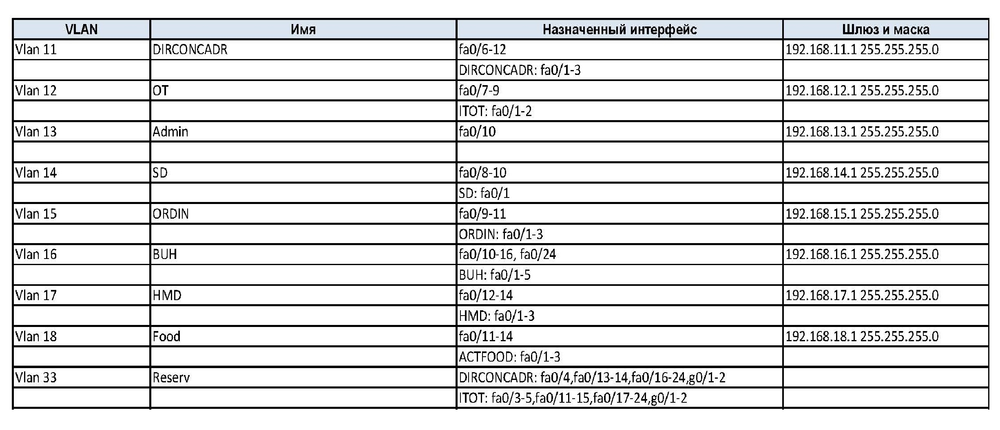 VLAN Имя Назначенный интерфейс Шлюз и маска
Vlan 11 DIRCONCADR fa0/6-12 192.168.11.1 255.255.255.0
DIRCONCADR: fa0/1-3
Vlan 12 OT fa0/7-9 192.168.12.1 255.255.255.0
ITOT: fa0/1-2
Vlan 13 Admin fa0/10 192.168.13.1 255.255.255.0
Vlan 14 SD fa0/8-10 192.168.14.1 255.255.255.0
SD: fa0/1
Vlan 15 ORDIN fa0/9-11 192.168.15.1 255.255.255.0
ORDIN: fa0/1-3
Vlan 16 BUH fa0/10-16, fa0/24 192.168.16.1 255.255.255.0
BUH: fa0/1-5
Vlan 17 HMD fa0/12-14 192.168.17.1 255.255.255.0
HMD: fa0/1-3
Vlan 18 Food fa0/11-14 192.168.18.1 255.255.255.0
ACTFOOD: fa0/1-3
Vlan 33 Reserv DIRCONCADR: fa0/4,fa0/13-14,fa0/16-24,g0/1-2
ITOT: fa0/3-5,fa0/11-15,fa0/17-24,g0/1-2